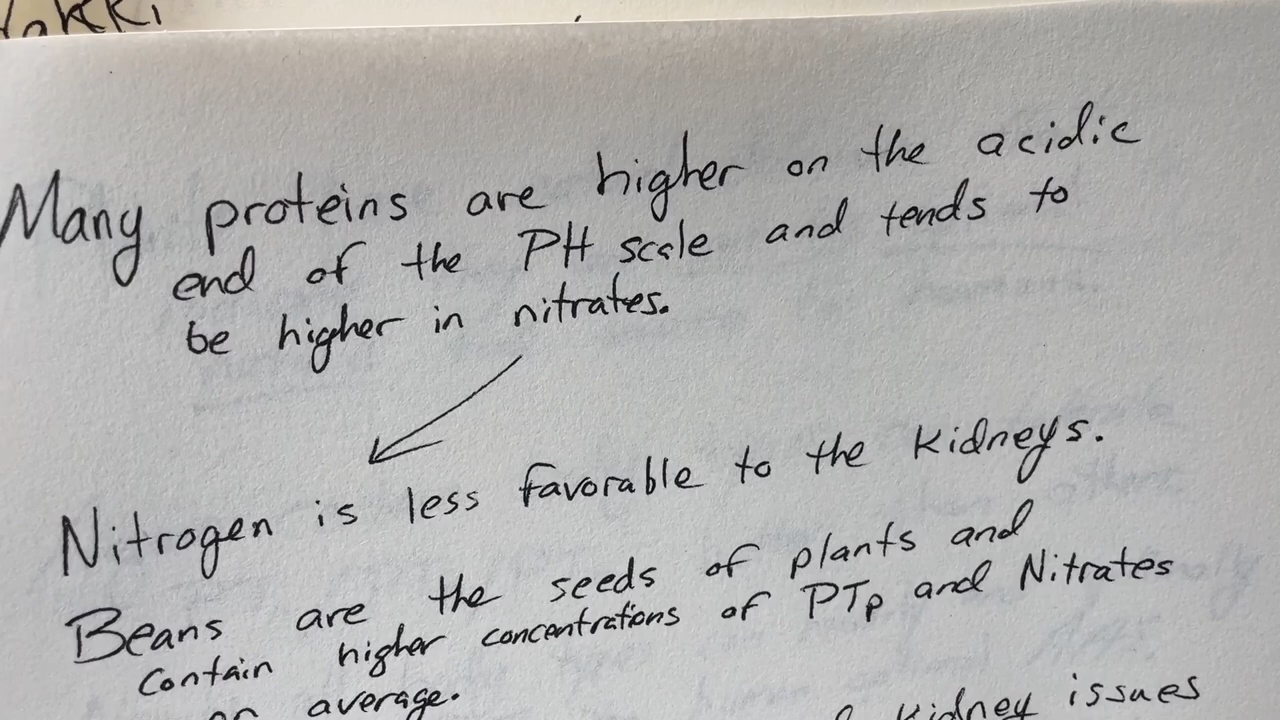 Many proteins are higher on the acidic
end of the PH scale and tends to
be higher in nitrates.
Nitrogen is less favorable to the kidneys.
Beans are the seeds of plants and
contain higher concentrations of PTp and Nitrates
on average.
kidney issues